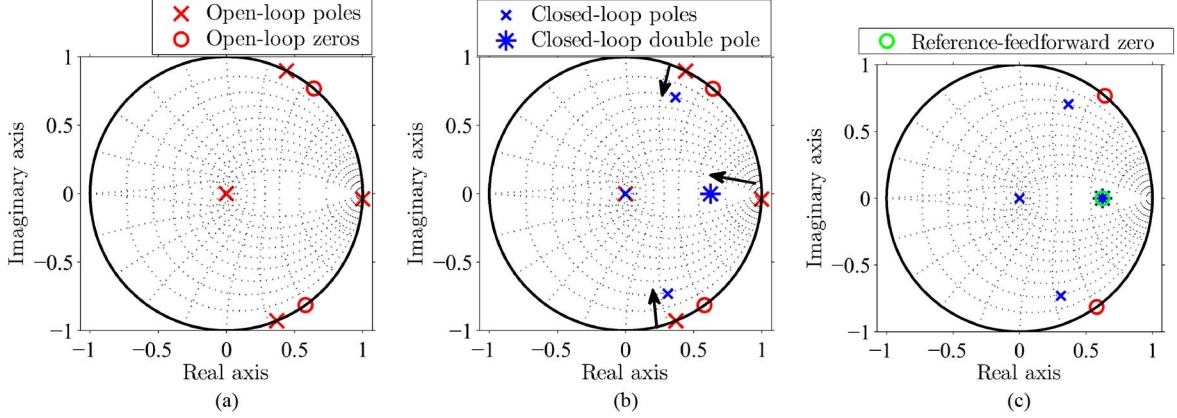 Open-loop poles
Open-loop zeros
1
0.5
0
−0.5
−1
Imaginary axis
−1
−0.5
0
0.5
1
Real axis
(a)
Closed-loop poles
Closed-loop double pole
1
0.5
0
−0.5
−1
Imaginary axis
−1
−0.5
0
0.5
1
Real axis
(b)
Reference-feedforward zero
1
0.5
0
−0.5
−1
Imaginary axis
−1
−0.5
0
0.5
1
Real axis
(c)